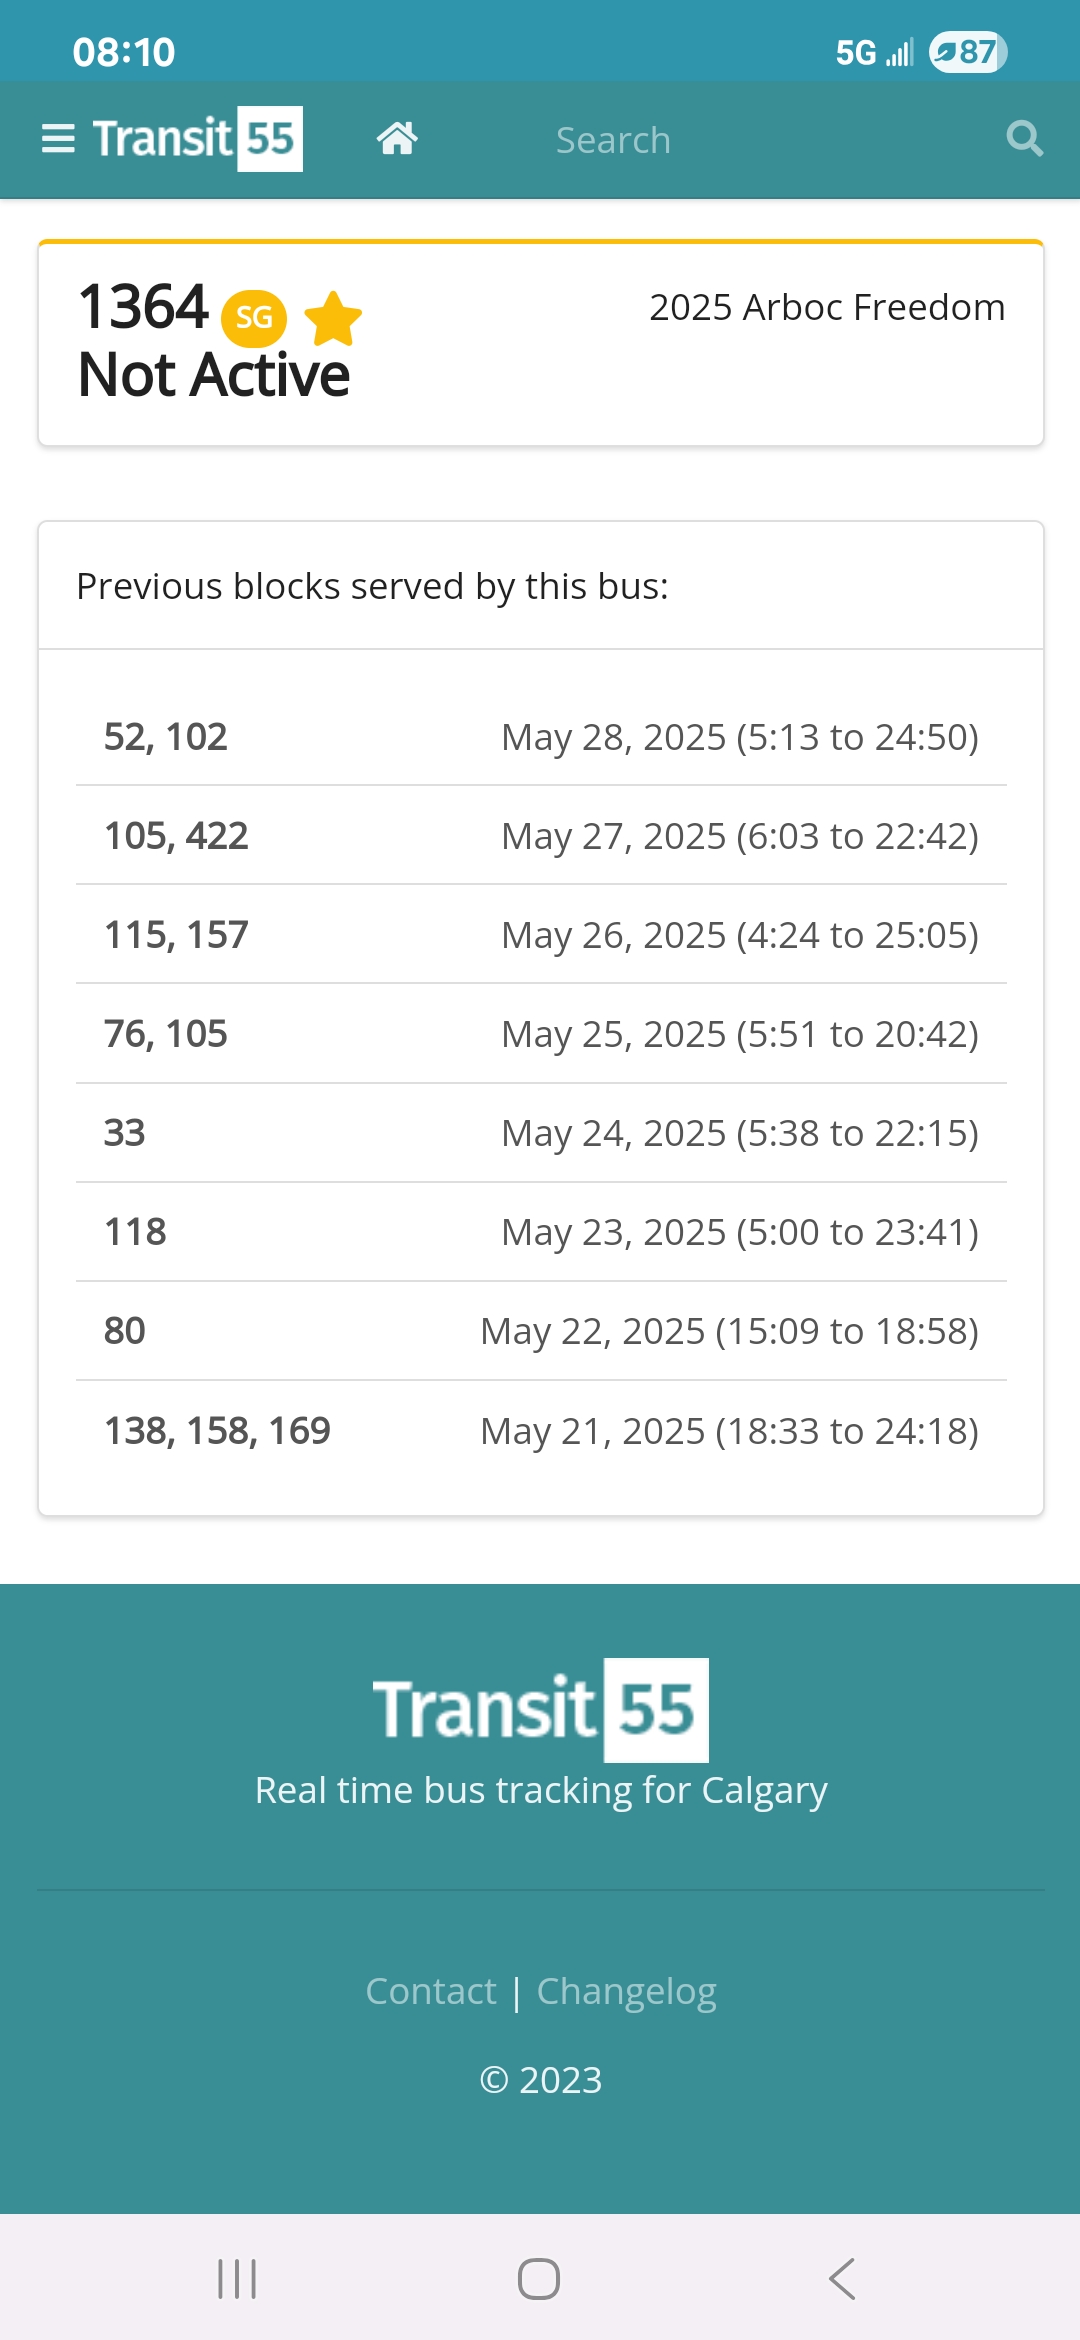 08:10 5G 87
Transit 55 Search
1364 SG 2025 Arboc Freedom
Not Active
Previous blocks served by this bus:
52, 102 May 28, 2025 (5:13 to 24:50)
105, 422 May 27, 2025 (6:03 to 22:42)
115, 157 May 26, 2025 (4:24 to 25:05)
76, 105 May 25, 2025 (5:51 to 20:42)
33 May 24, 2025 (5:38 to 22:15)
118 May 23, 2025 (5:00 to 23:41)
80 May 22, 2025 (15:09 to 18:58)
138, 158, 169 May 21, 2025 (18:33 to 24:18)
Transit 55
Real time bus tracking for Calgary
Contact | Changelog
© 2023